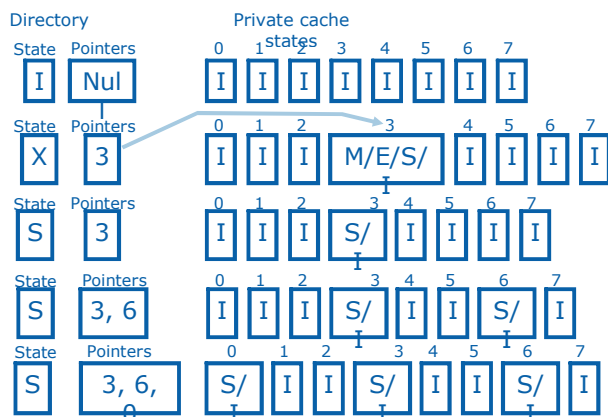 Directory Private cache
states
State Pointers 0 1 2 3 4 5 6 7
I Nul I I I I I I I I
State Pointers 0 1 2 3 4 5 6 7
X 3 I I I M/E/S/ I I I I
I
State Pointers 0 1 2 3 4 5 6 7
S 3 I I I S/ I I I I
I
State Pointers 0 1 2 3 4 5 6 7
S 3, 6 I I I S/ I I S/ I
I I
State Pointers 0 1 2 3 4 5 6 7
S 3, 6, S/ I I S/ I I S/ I
0 I I I